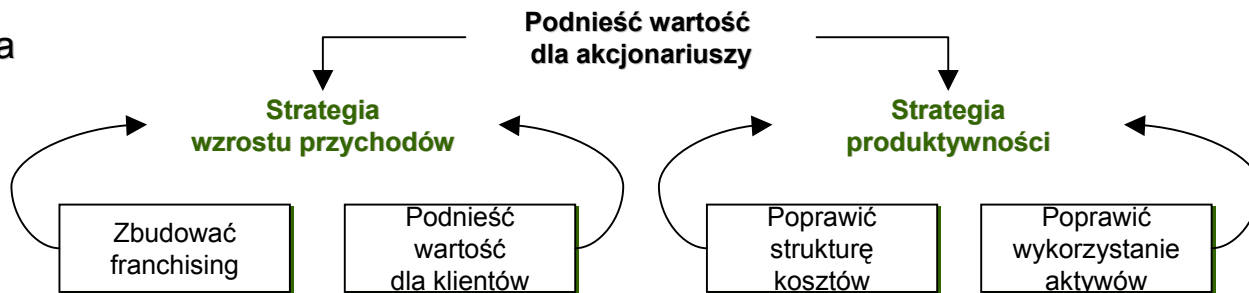 Podnieść wartość
dla akcjonariuszy
a
Strategia
wzrostu przychodów
Strategia
produktywności
Zbudować
franchising
Podnieść
wartość
dla klientów
Poprawić
strukturę
kosztów
Poprawić
wykorzystanie
aktywów